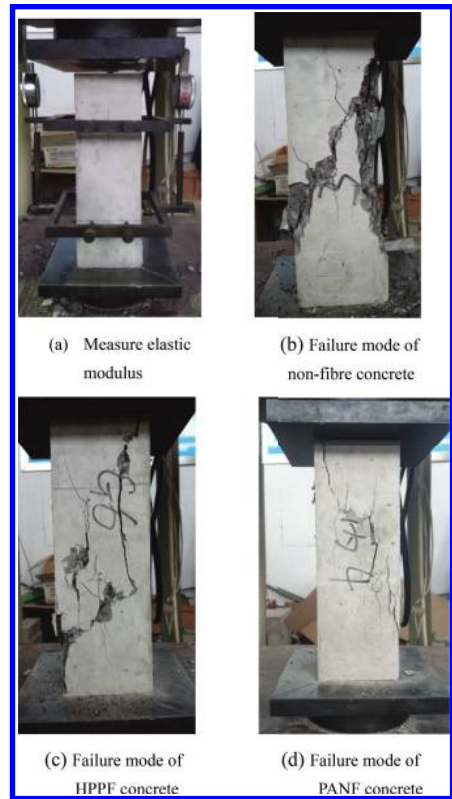 (a) Measure elastic
modulus
(b) Failure mode of
non-fibre concrete
(c) Failure mode of
HPPF concrete
(d) Failure mode of
PANF concrete